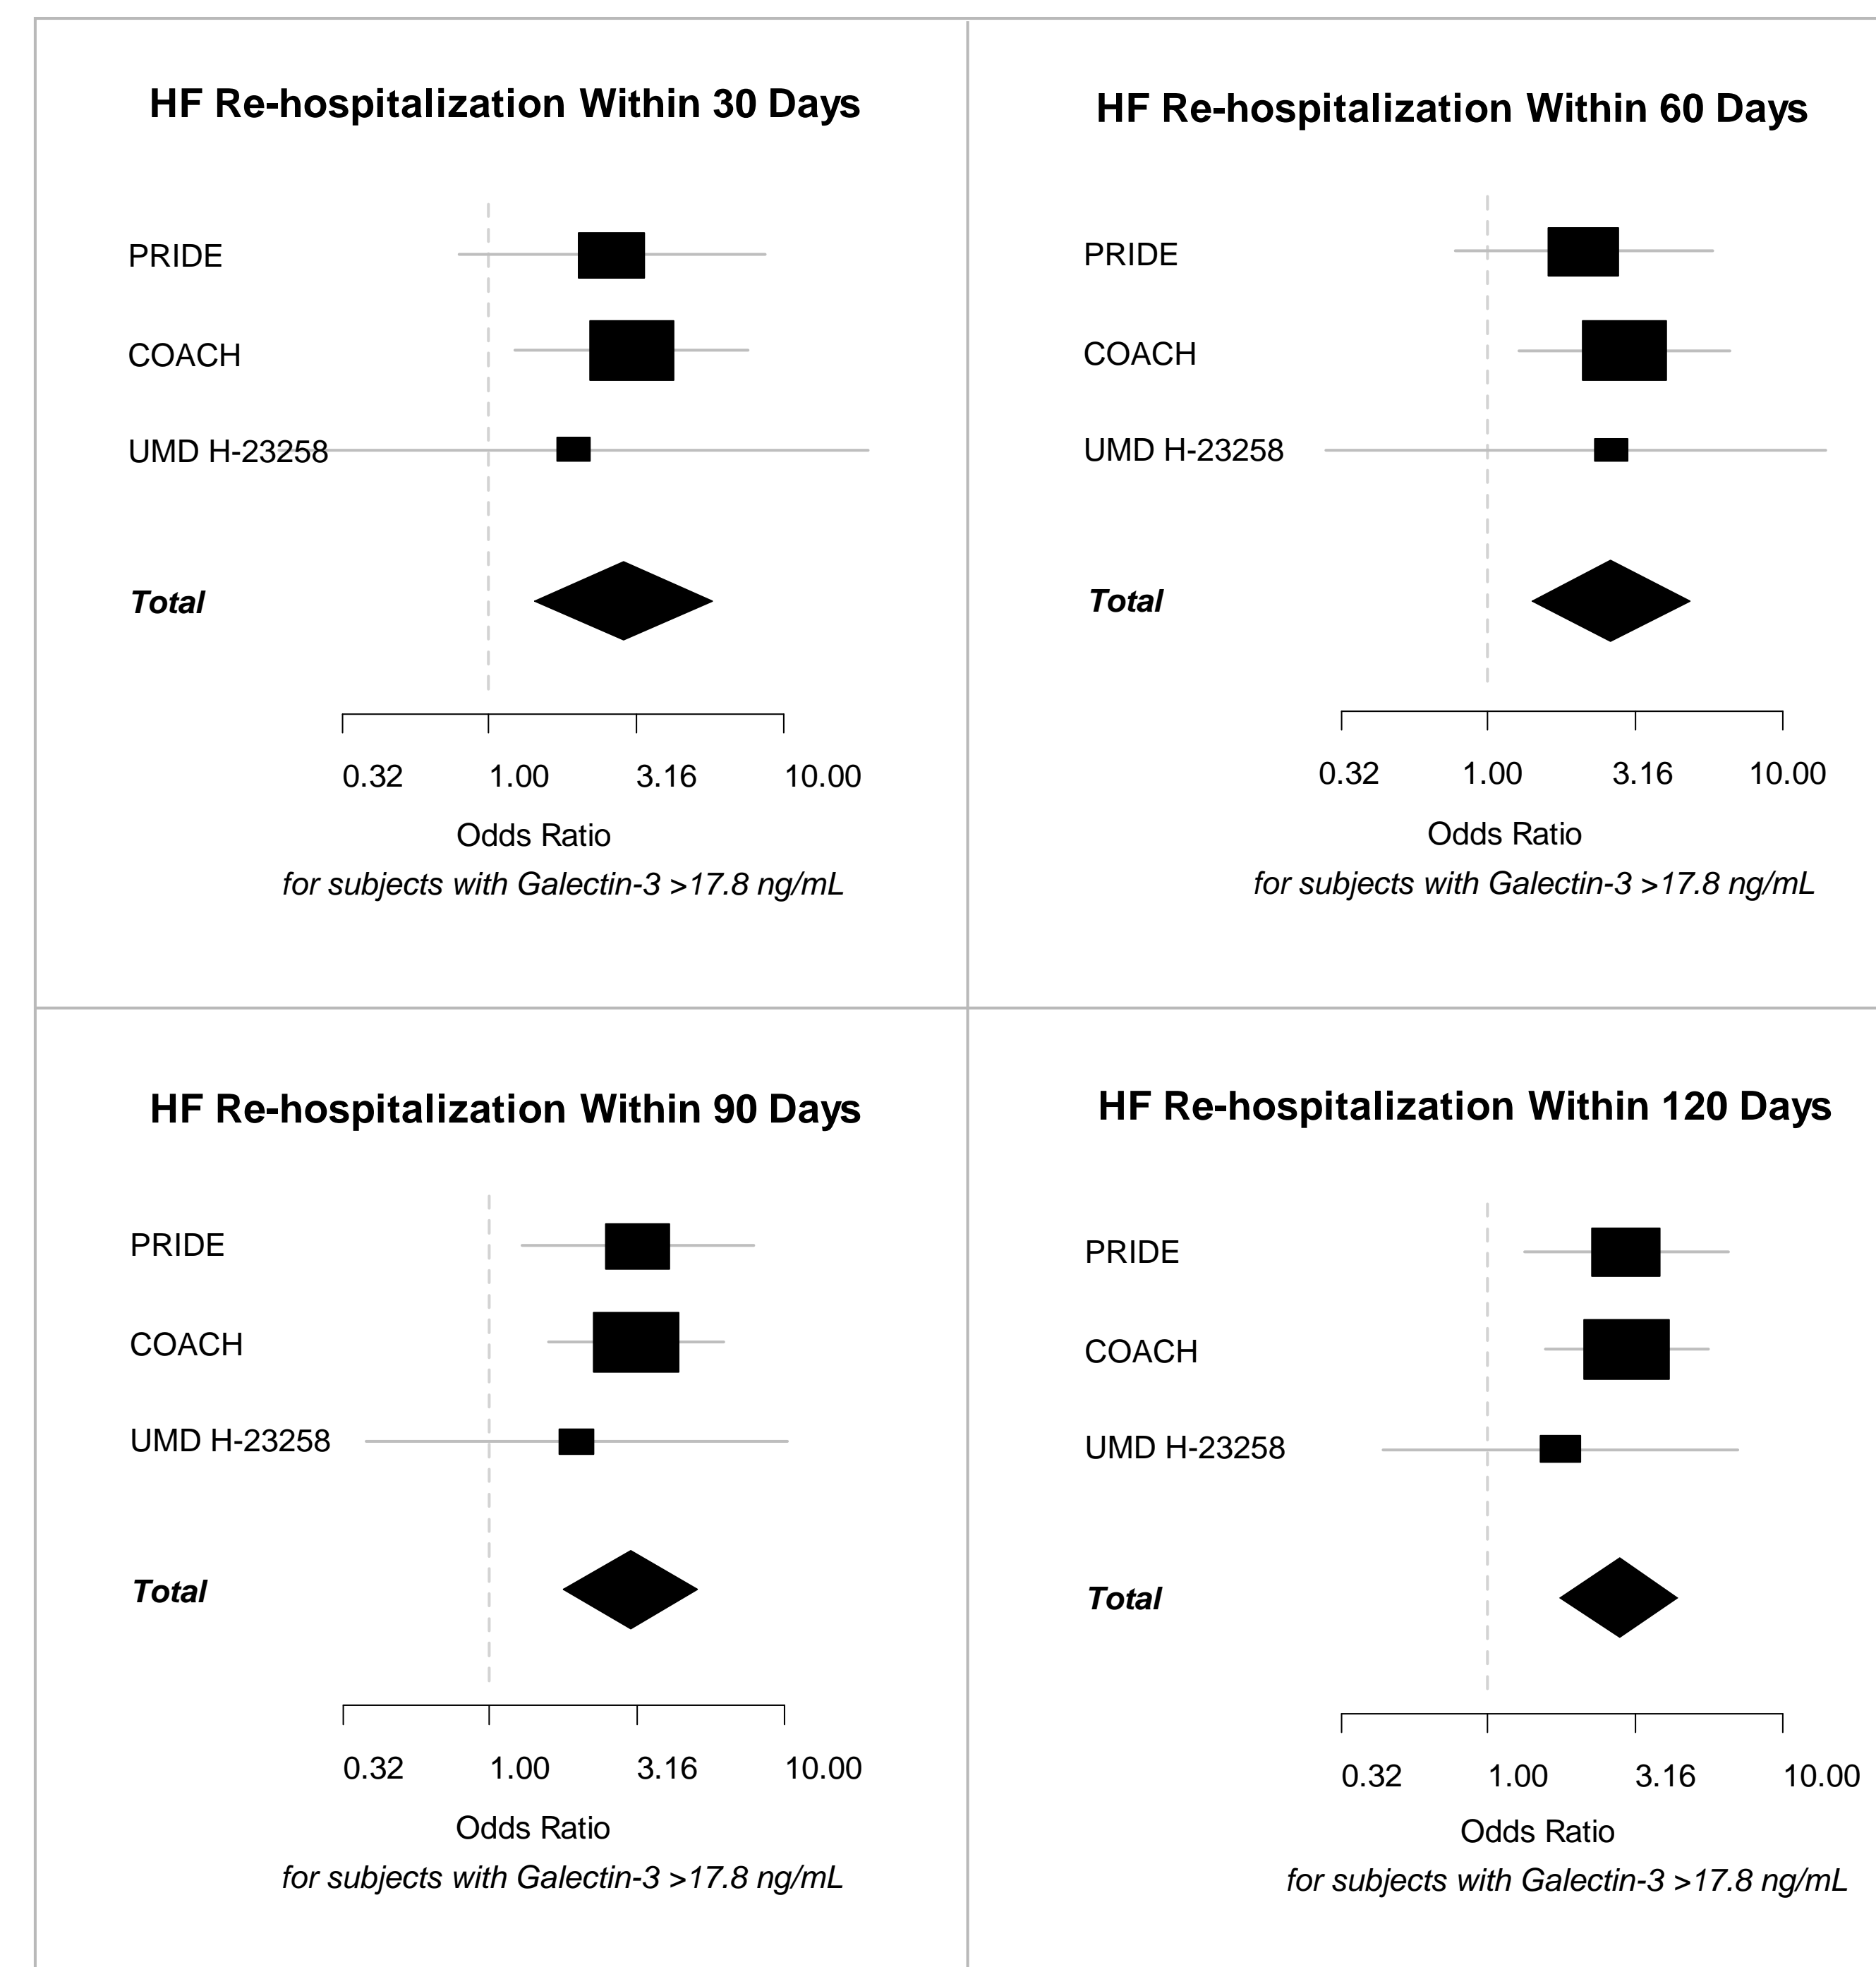 HF Re-hospitalization Within 30 Days
PRIDE
COACH
UMD H-23258
Total
0.32 1.00 3.16 10.00
Odds Ratio
for subjects with Galectin-3 >17.8 ng/mL
HF Re-hospitalization Within 60 Days
PRIDE
COACH
UMD H-23258
Total
0.32 1.00 3.16 10.00
Odds Ratio
for subjects with Galectin-3 >17.8 ng/mL
HF Re-hospitalization Within 90 Days
PRIDE
COACH
UMD H-23258
Total
0.32 1.00 3.16 10.00
Odds Ratio
for subjects with Galectin-3 >17.8 ng/mL
HF Re-hospitalization Within 120 Days
PRIDE
COACH
UMD H-23258
Total
0.32 1.00 3.16 10.00
Odds Ratio
for subjects with Galectin-3 >17.8 ng/mL